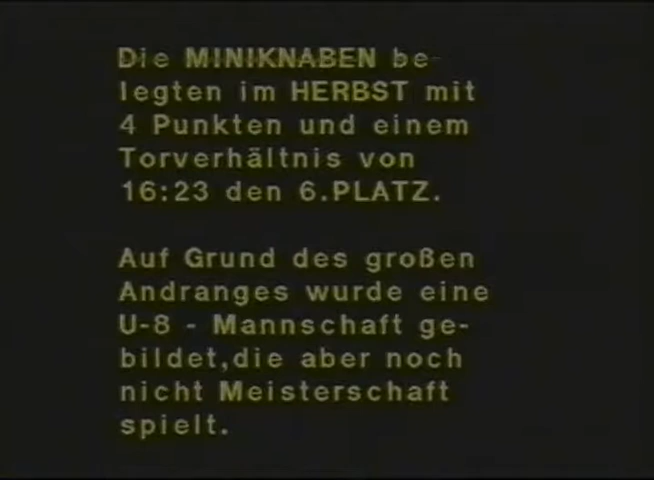 Die MINIKNABEN be-
legten im HERBST mit
4 Punkten und einem
Torverhältnis von
16:23 den 6.PLATZ.
Auf Grund des großen
Andranges wurde eine
U-8 - Mannschaft ge-
bildet,die aber noch
nicht Meisterschaft
spielt.